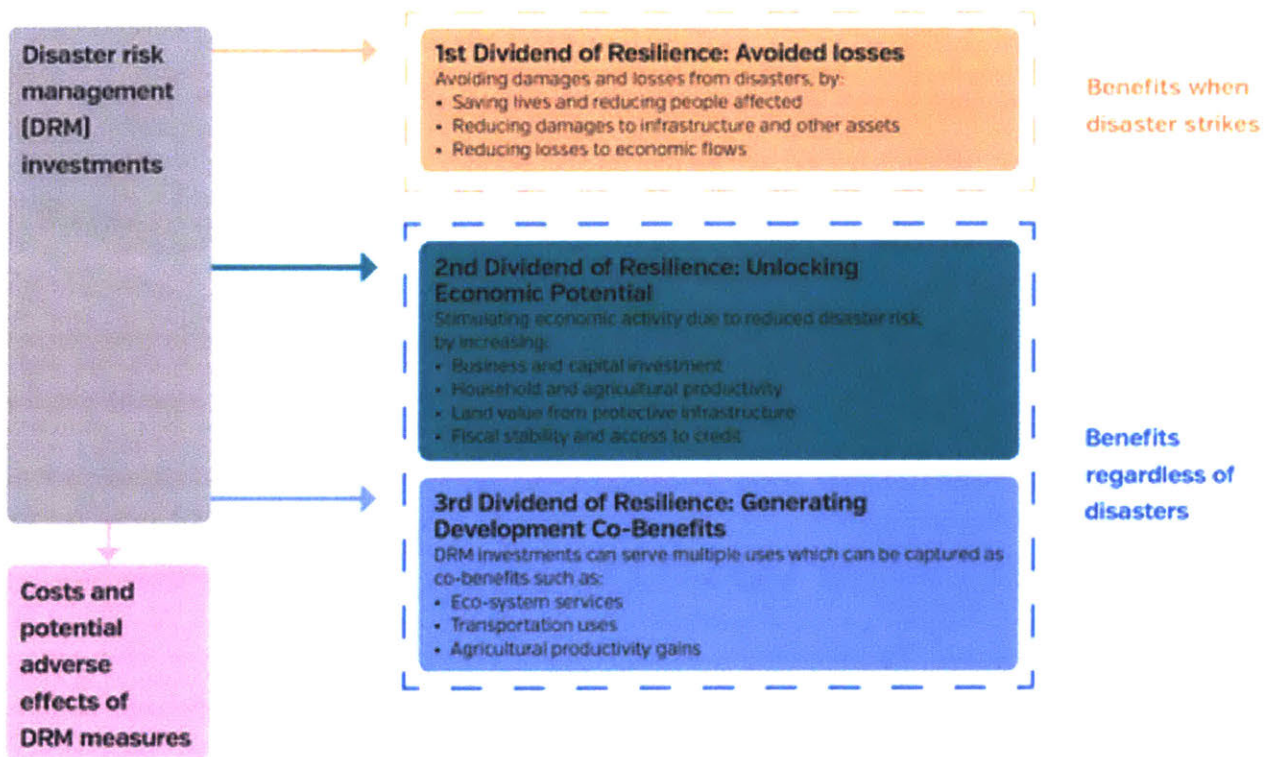 Disaster risk
management
(DRM)
investments
1st Dividend of Resilience: Avoided losses
Avoiding damages and losses from disasters, by:
• Saving lives and reducing people affected
• Reducing damages to infrastructure and other assets
• Reducing losses to economic flows
Benefits when
disaster strikes
2nd Dividend of Resilience: Unlocking
Economic Potential
Stimulating economic activity due to reduced disaster risk,
by increasing:
• Business and capital investment
• Household and agricultural productivity
• Land value from protective infrastructure
• Fiscal stability and access to credit
3rd Dividend of Resilience: Generating
Development Co-Benefits
DRM investments can serve multiple uses which can be captured as
co-benefits such as:
• Eco-system services
• Transportation uses
• Agricultural productivity gains
Benefits
regardless of
disasters
Costs and
potential
adverse
effects of
DRM measures